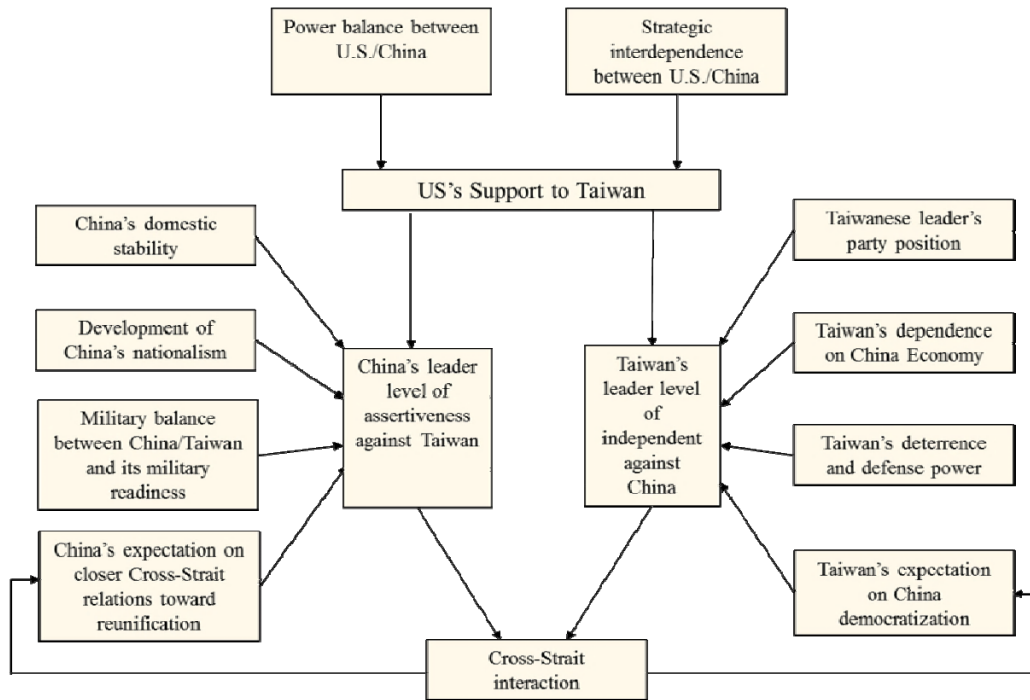 Power balance between
U.S./China
Strategic
interdependence
between U.S./China
US's Support to Taiwan
China's domestic
stability
Taiwanese leader's
party position
Development of
China's nationalism
Taiwan's dependence
on China Economy
China's leader
level of
assertiveness
against Taiwan
Taiwan's
leader level
of
independent
against
China
Military balance
between China/Taiwan
and its military
readiness
Taiwan's deterrence
and defense power
China's expectation on
closer Cross-Strait
relations toward
reunification
Taiwan's expectation
on China
democratization
Cross-Strait
interaction